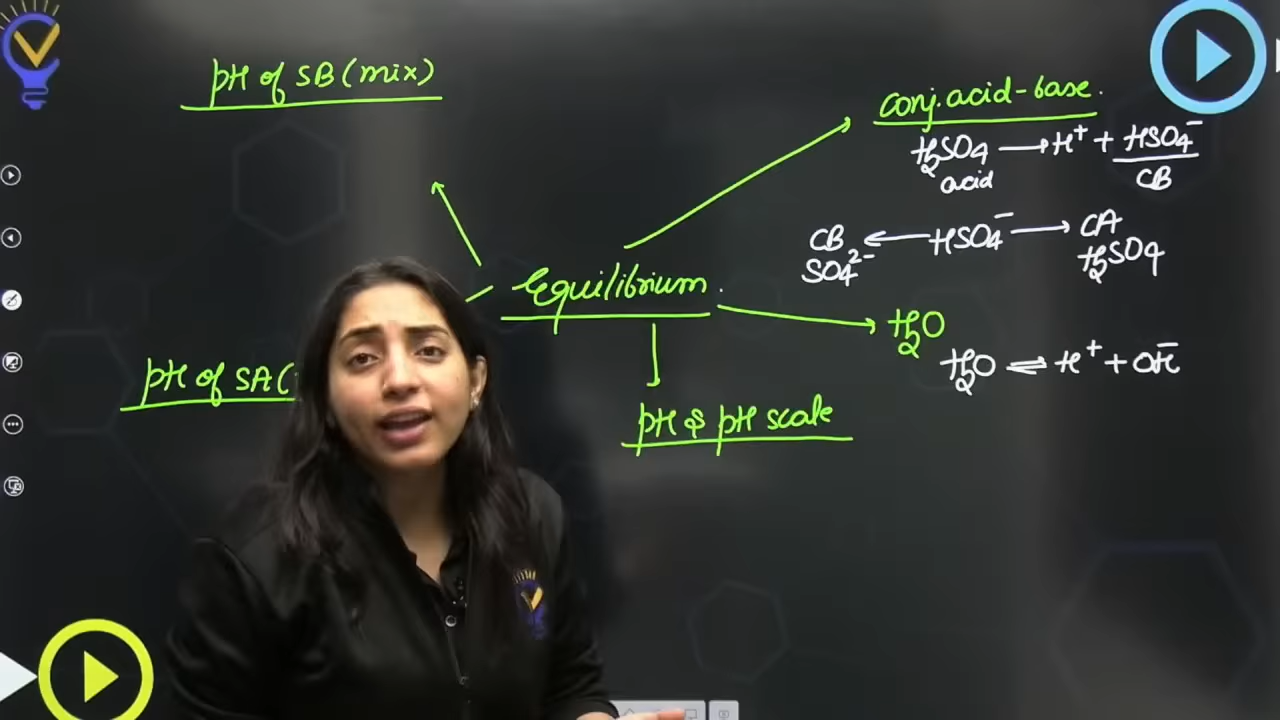 pH of SB (mix)
conj. acid-base.
H2SO4 → H+ + HSO4-
acid
CB
CB ← HSO4- → CA
SO4 2-
H2SO4
Equilibrium.
H2O
H2O ⇌ H+ + OH-
pH of SA (
pH & pH scale